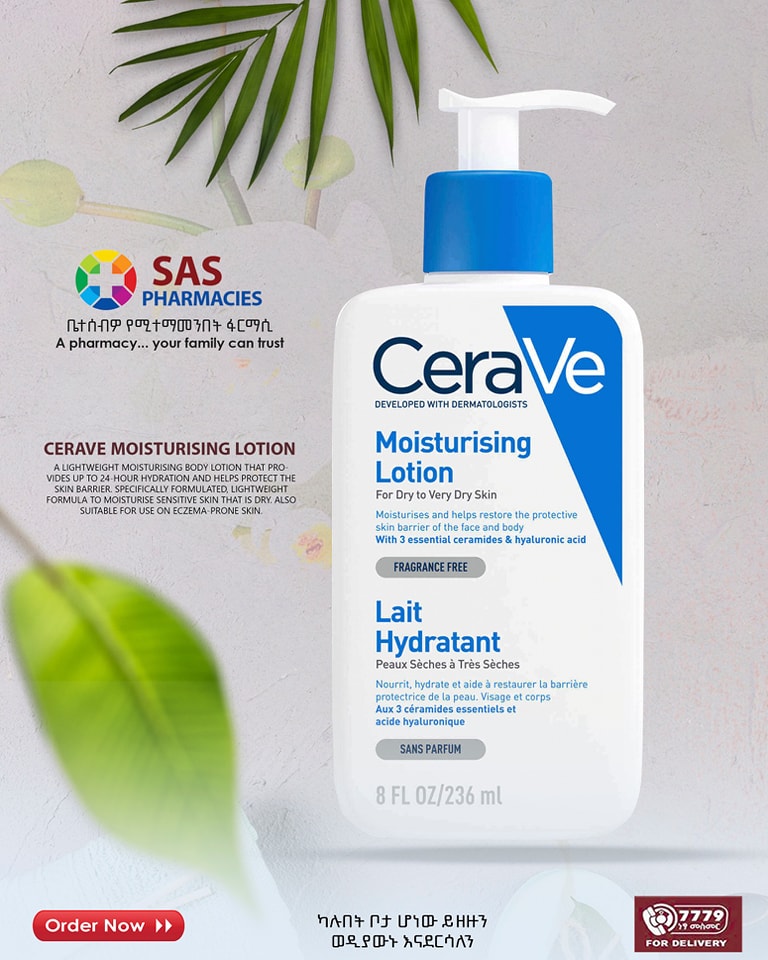 SAS
PHARMACIES
ቤተሰብዎ የሚተማመንበት ፋርማሲ
A pharmacy... your family can trust
CERAVE MOISTURISING LOTION
A LIGHTWEIGHT MOISTURISING BODY LOTION THAT PRO-
VIDES UP TO 24-HOUR HYDRATION AND HELPS PROTECT THE
SKIN BARRIER. SPECIFICALLY FORMULATED, LIGHTWEIGHT
FORMULA TO MOISTURISE SENSITIVE SKIN THAT IS DRY. ALSO
SUITABLE FOR USE ON ECZEMA-PRONE SKIN.
CeraVe
DEVELOPED WITH DERMATOLOGISTS
Moisturising
Lotion
For Dry to Very Dry Skin
Moisturises and helps restore the protective
skin barrier of the face and body
With 3 essential ceramides & hyaluronic acid
FRAGRANCE FREE
Lait
Hydratant
Peaux Sèches à Très Sèches
Nourrit, hydrate et aide à restaurer la barrière
protectrice de la peau. Visage et corps
Aux 3 céramides essentiels et
acide hyaluronique
SANS PARFUM
8 FL OZ/236 ml
Order Now
ካሉበት ቦታ ሆነው ይዘዙን
ወዲያውኑ እናደርሳለን
7779
ነፃ መስመር
FOR DELIVERY